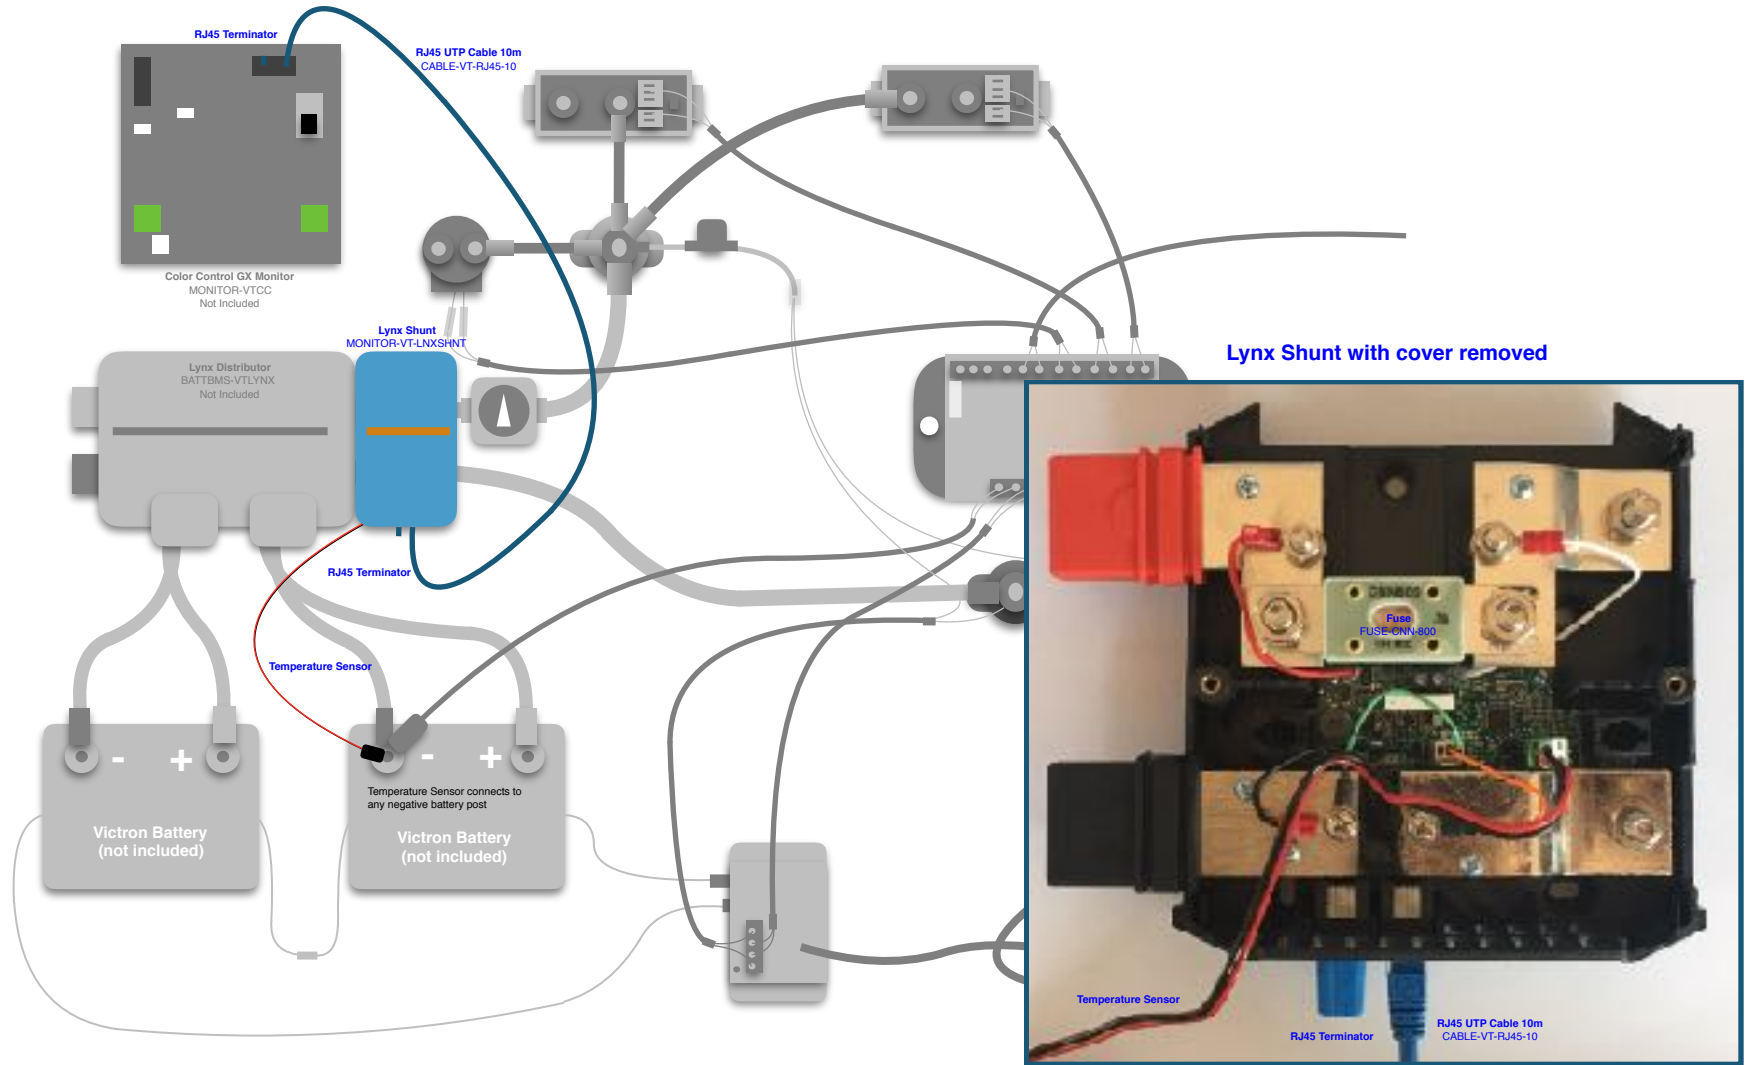 RJ45 Terminator
RJ45 UTP Cable 10m
CABLE-VT-RJ45-10
Color Control GX Monitor
MONITOR-VTCC
Not Included
Lynx Shunt
MONITOR-VT-LNXSHNT
Lynx Distributor
BATTBMS-VTLYNX
Not Included
Lynx Shunt with cover removed
RJ45 Terminator
Fuse
FUSE-CNN-800
Temperature Sensor
- +
- +
Temperature Sensor connects to
any negative battery post
Victron Battery
(not included)
Victron Battery
(not included)
Temperature Sensor
RJ45 Terminator
RJ45 UTP Cable 10m
CABLE-VT-RJ45-10